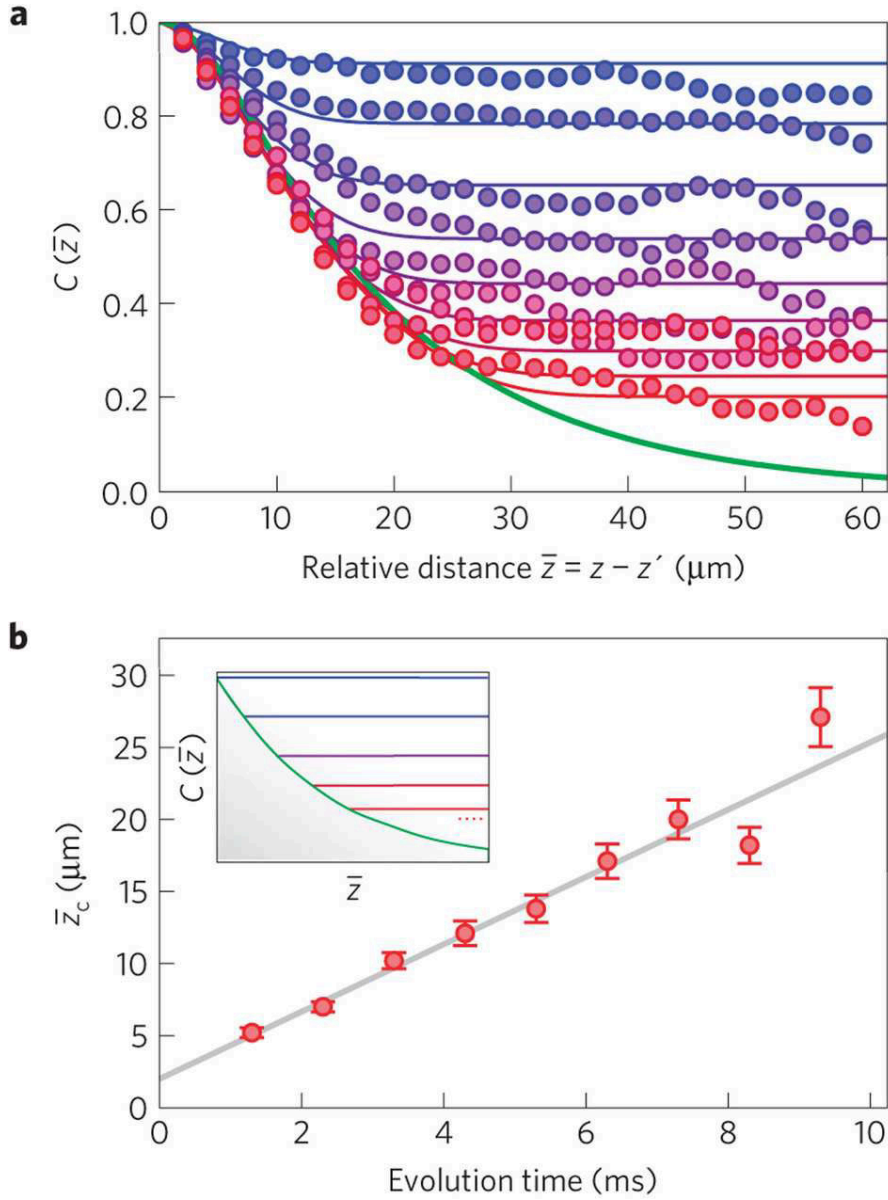 a
1.0
0.8
0.6
0.4
0.2
0.0
C (z̄)
0 10 20 30 40 50 60
Relative distance z̄ = z − z´ (μm)
b
30
25
20
15
10
5
0
z̄c (μm)
C (z̄)
z̄
0 2 4 6 8 10
Evolution time (ms)